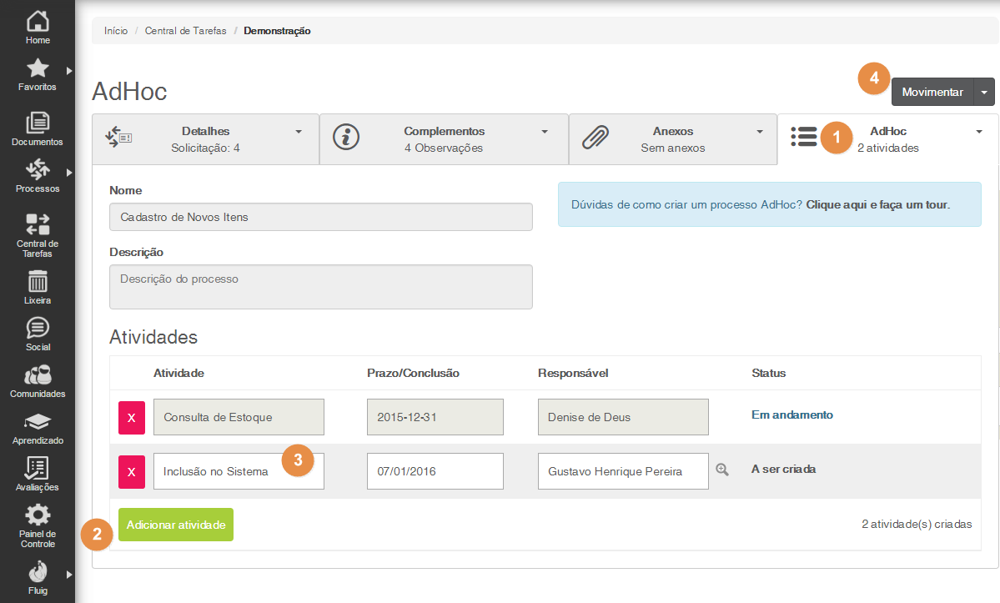 Home
Favoritos
Documentos
Processos
Central de
Tarefas
Lixeira
Social
Comunidades
Aprendizado
Avaliações
Painel de
Controle
Fluig
Início / Central de Tarefas / Demonstração
AdHoc
4
Movimentar
Detalhes
Solicitação: 4
Complementos
4 Observações
Anexos
Sem anexos
1
AdHoc
2 atividades
Nome
Cadastro de Novos Itens
Dúvidas de como criar um processo AdHoc? Clique aqui e faça um tour.
Descrição
Descrição do processo
Atividades
Atividade Prazo/Conclusão Responsável Status
X Consulta de Estoque 2015-12-31 Denise de Deus Em andamento
X Inclusão no Sistema 3 07/01/2016 Gustavo Henrique Pereira A ser criada
2 Adicionar atividade 2 atividade(s) criadas